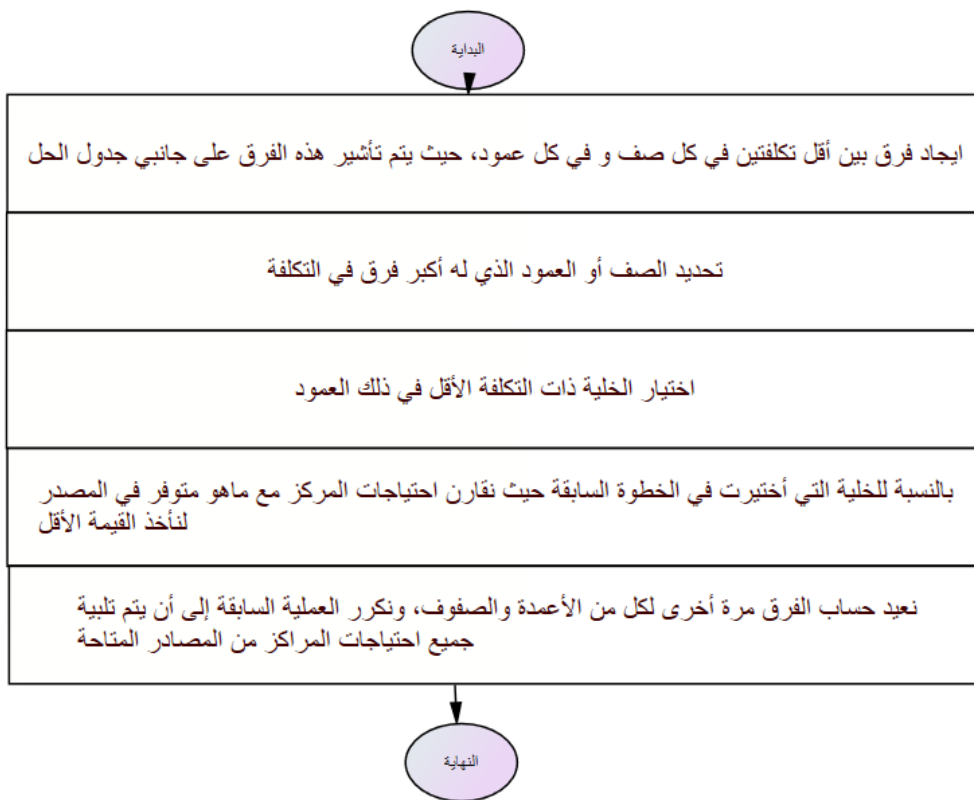 البداية
ايجاد فرق بين أقل تكلفتين في كل صف و في كل عمود، حيث يتم تأشير هذه الفرق على جانبي جدول الحل
تحديد الصف أو العمود الذي له أكبر فرق في التكلفة
اختيار الخلية ذات التكلفة الأقل في ذلك العمود
بالنسبة للخلية التي أختيرت في الخطوة السابقة حيث نقارن احتياجات المركز مع ماهو متوفر في المصدر
لنأخذ القيمة الأقل
نعيد حساب الفرق مرة أخرى لكل من الأعمدة والصفوف، ونكرر العملية السابقة إلى أن يتم تلبية
جميع احتياجات المراكز من المصادر المتاحة
النهاية